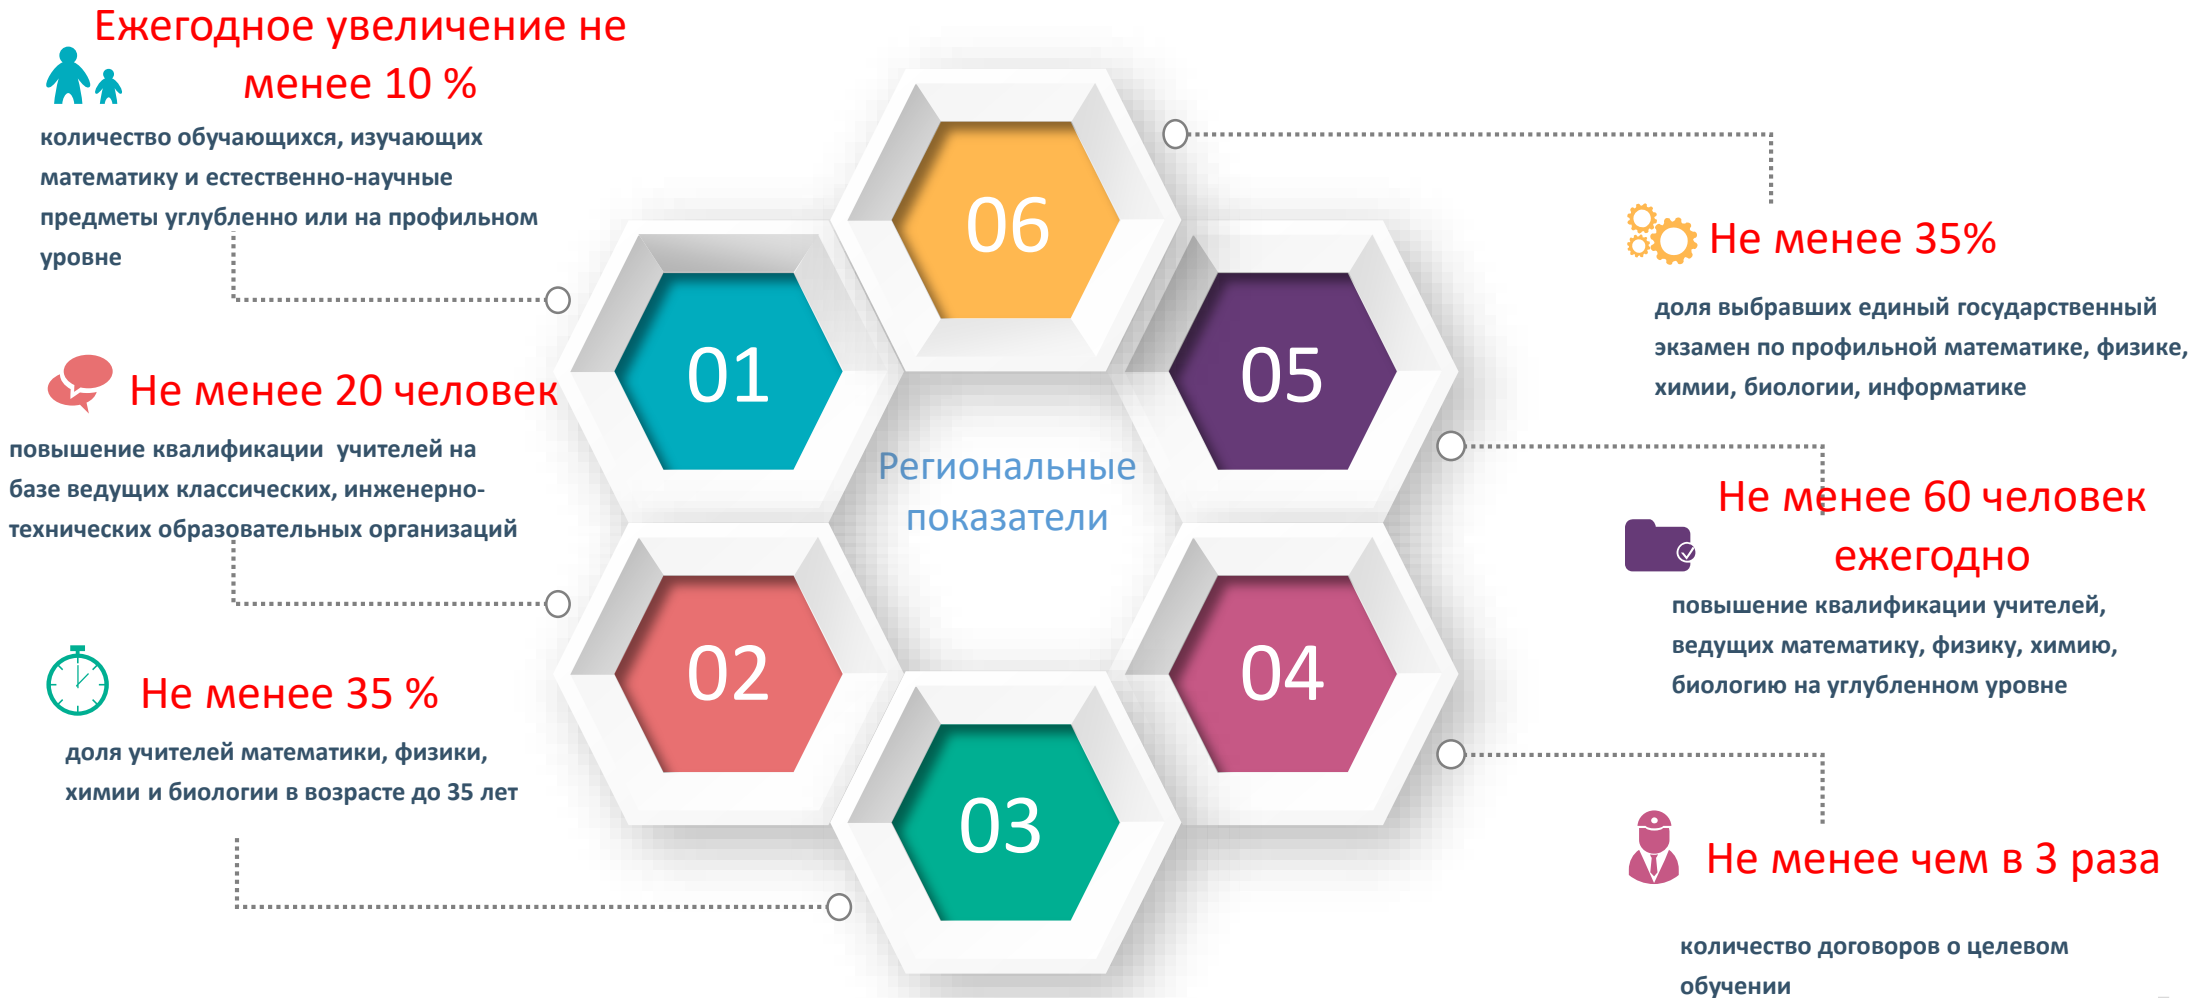 Ежегодное увеличение не
менее 10 %
количество обучающихся, изучающих
математику и естественно-научные
предметы углубленно или на профильном
уровне
Не менее 20 человек
повышение квалификации учителей на
базе ведущих классических, инженерно-
технических образовательных организаций
Не менее 35 %
доля учителей математики, физики,
химии и биологии в возрасте до 35 лет
06
01
05
Региональные
показатели
02
04
03
Не менее 35%
доля выбравших единый государственный
экзамен по профильной математике, физике,
химии, биологии, информатике
Не менее 60 человек
ежегодно
повышение квалификации учителей,
ведущих математику, физику, химию,
биологию на углубленном уровне
Не менее чем в 3 раза
количество договоров о целевом
обучении